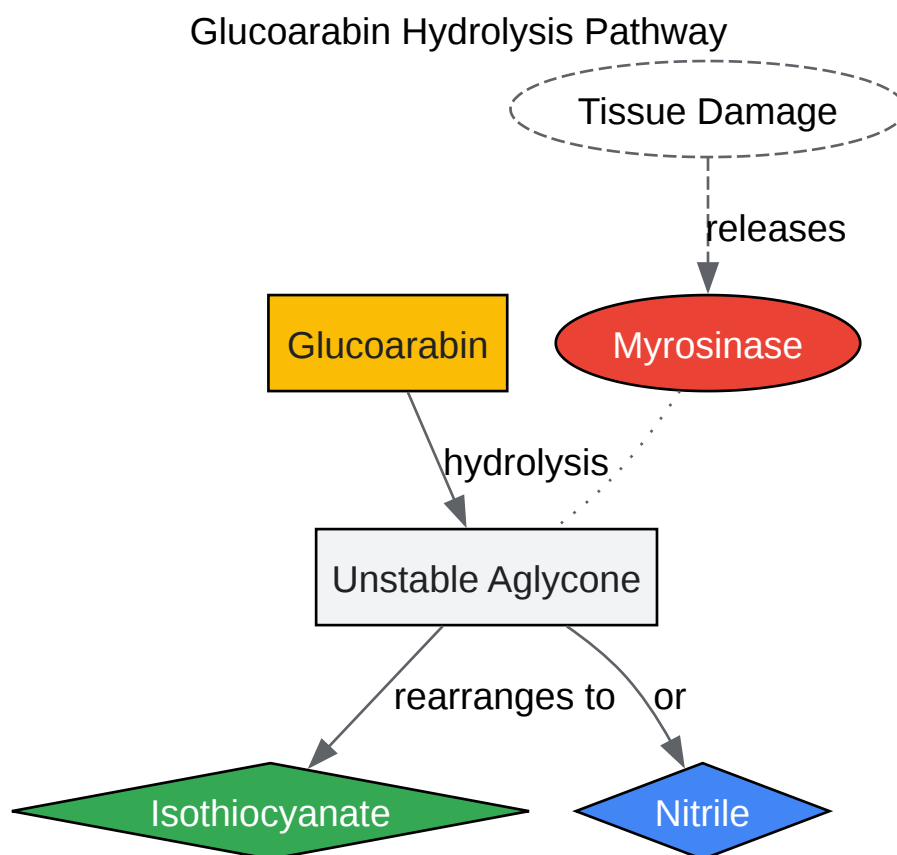 Glucoarabin Hydrolysis Pathway
Tissue Damage
releases
Glucoarabin
Myrosinase
hydrolysis
Unstable Aglycone
rearranges to
or
Isothiocyanate
Nitrile